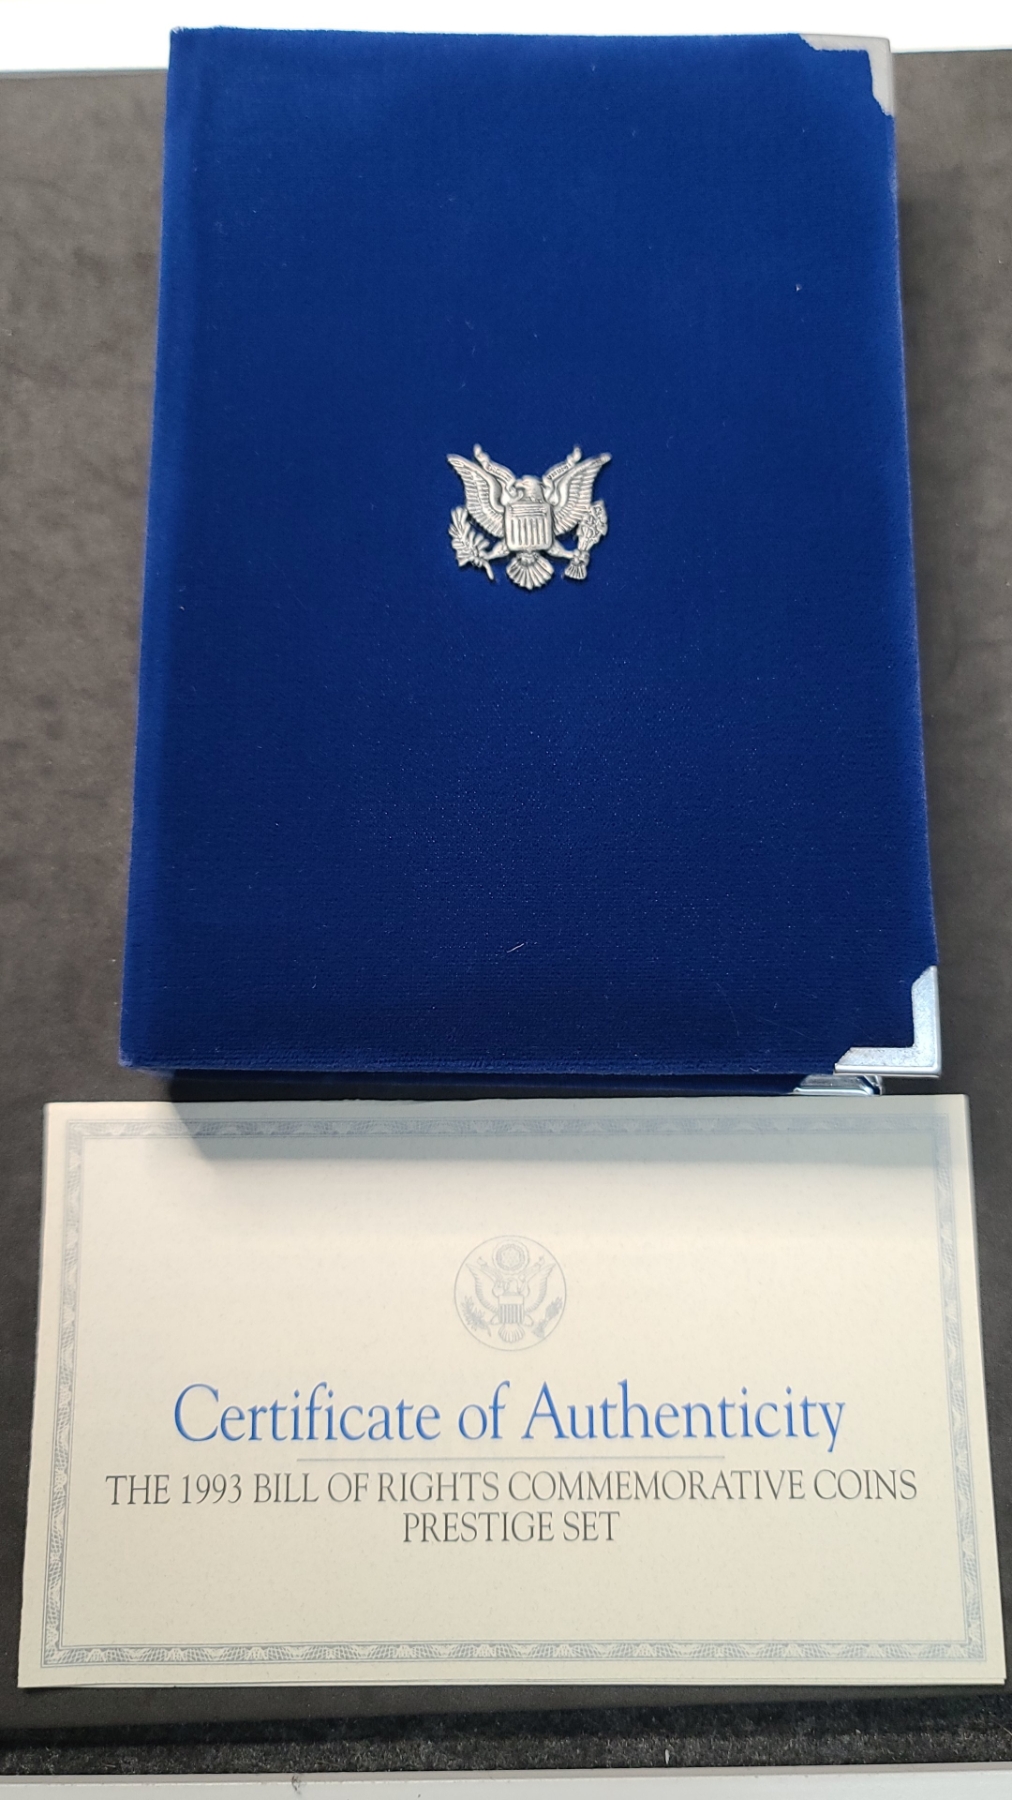 Certificate of Authenticity
THE 1993 BILL OF RIGHTS COMMEMORATIVE COINS
PRESTIGE SET